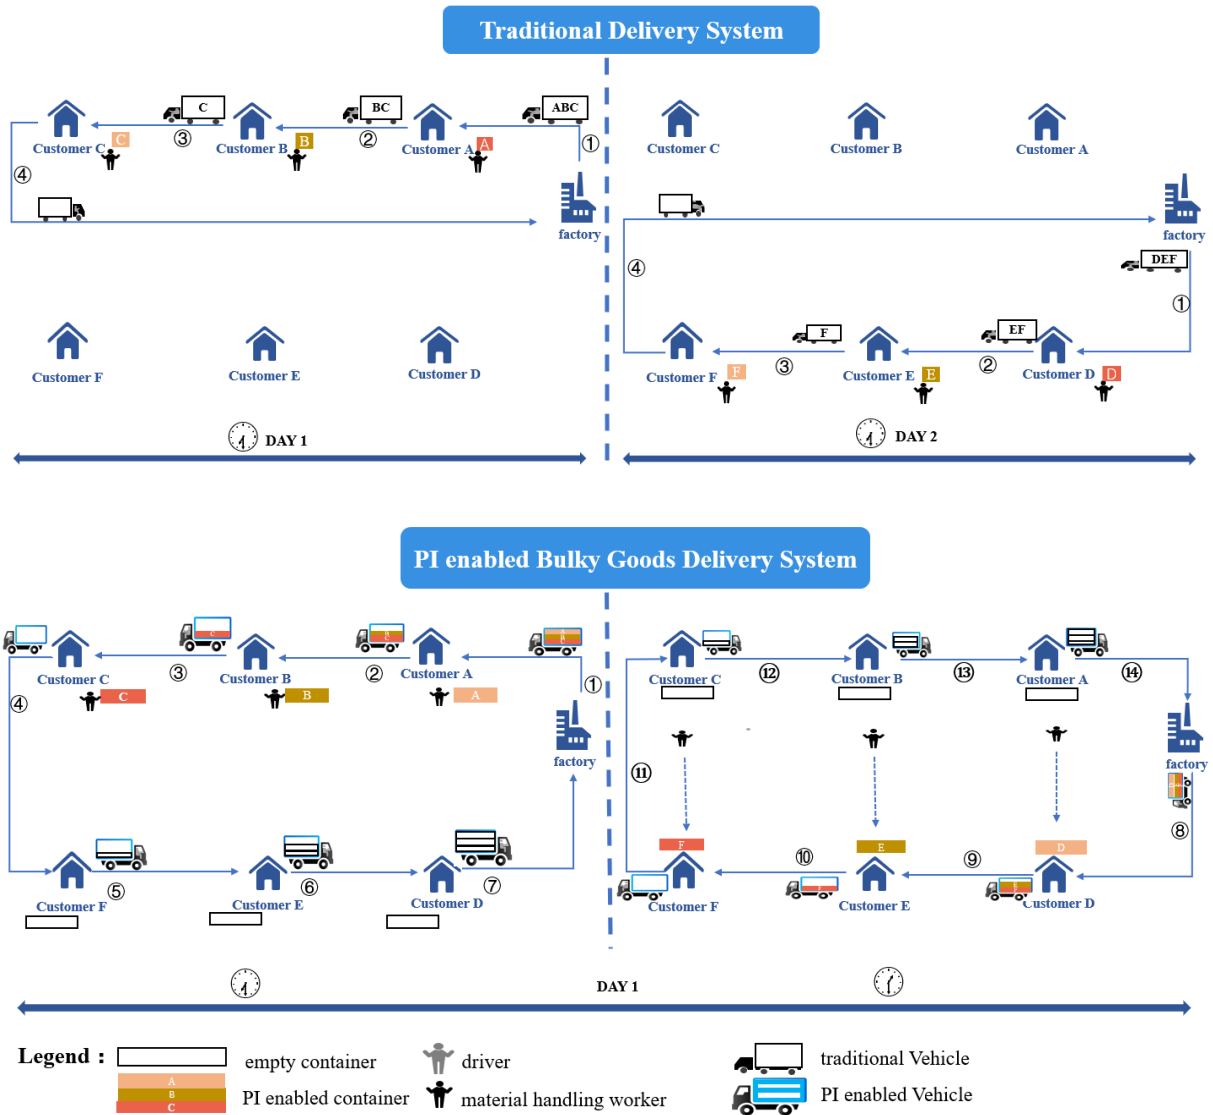 Traditional Delivery System
C
BC
ABC
③
②
①
Customer C
C
Customer B
B
Customer A
A
④
factory
Customer F
Customer E
Customer D
DAY 1
Customer C
Customer B
Customer A
factory
DEF
④
①
F
EF
③
②
Customer F
F
Customer E
E
Customer D
D
DAY 2
PI enabled Bulky Goods Delivery System
C
③
②
①
Customer C
C
Customer B
B
Customer A
A
④
factory
⑤
⑥
⑦
Customer F
Customer E
Customer D
⑫
⑬
⑭
Customer C
Customer B
Customer A
factory
⑪
⑧
F
E
D
⑩
⑨
Customer F
Customer E
Customer D
DAY 1
Legend :
empty container
driver
traditional Vehicle
A
B
C
PI enabled container
material handling worker
PI enabled Vehicle